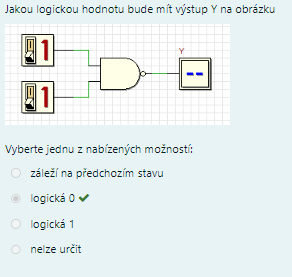 Jakou logickou hodnotu bude mít výstup Y na obrázku
Y
1
1
Vyberte jednu z nabízených možností:
záleží na předchozím stavu
logická 0
logická 1
nelze určit